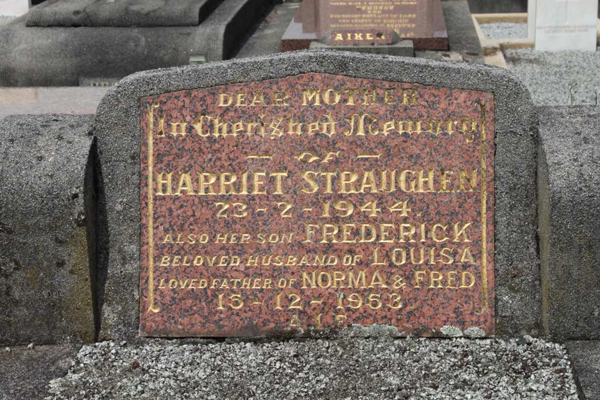 AIKEN
DEAR MOTHER
In Cherished Memory
OF
HARRIET STRAUGHEN
23-2-1944.
ALSO HER SON FREDERICK
BELOVED HUSBAND OF LOUISA
LOVED FATHER OF NORMA & FRED
15-12-1953